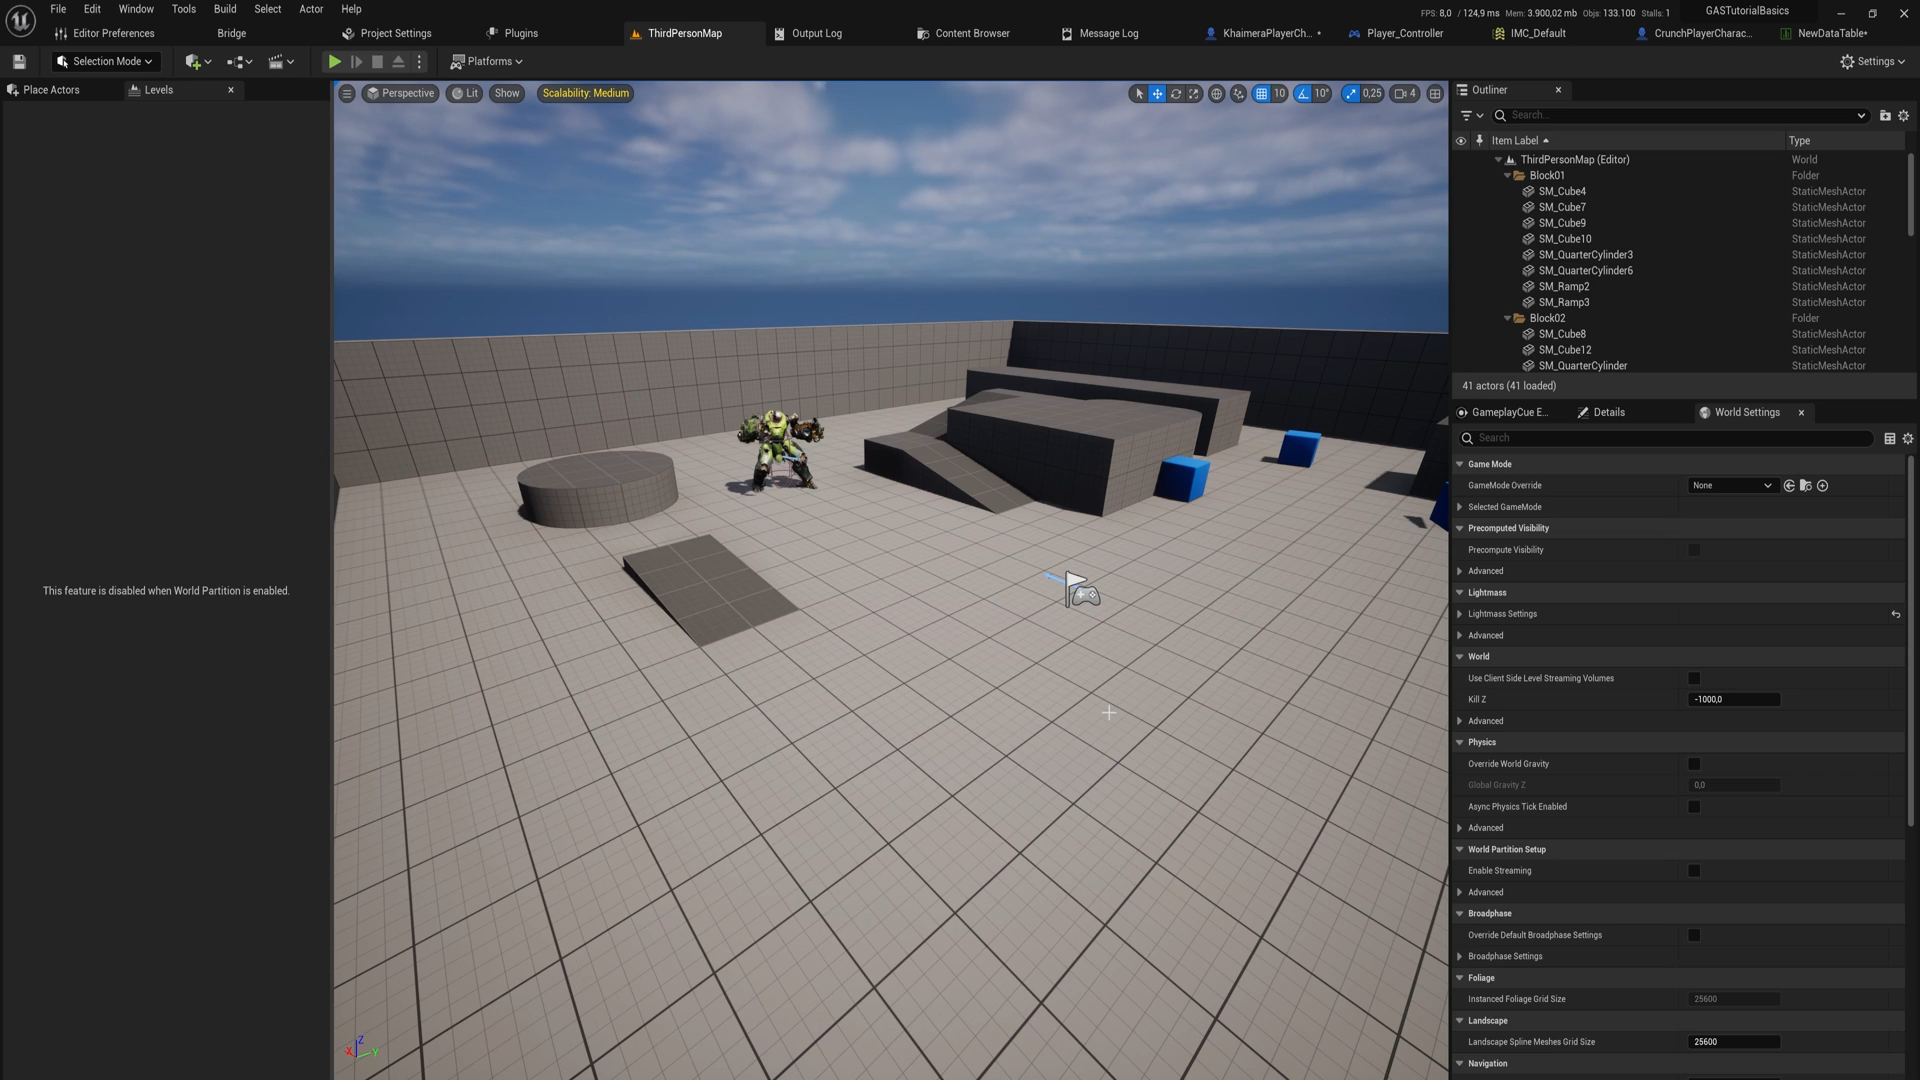 File Edit Window Tools Build Select Actor Help
FPS: 8,0 / 124,9 ms Mem: 3.900,02 mb Objs: 133.100 Stalls: 1 GASTutorialBasics
Editor Preferences Bridge Project Settings Plugins ThirdPersonMap Output Log Content Browser Message Log KhaimeraPlayerCh... • Player_Controller IMC_Default CrunchPlayerCharac... NewDataTable*
Selection Mode Platforms Settings
Place Actors Levels
Perspective Lit Show Scalability: Medium 10 10° 0,25 4
Outliner
Search...
Item Label Type
ThirdPersonMap (Editor) World
Block01 Folder
SM_Cube4 StaticMeshActor
SM_Cube7 StaticMeshActor
SM_Cube9 StaticMeshActor
SM_Cube10 StaticMeshActor
SM_QuarterCylinder3 StaticMeshActor
SM_QuarterCylinder6 StaticMeshActor
SM_Ramp2 StaticMeshActor
SM_Ramp3 StaticMeshActor
Block02 Folder
SM_Cube8 StaticMeshActor
SM_Cube12 StaticMeshActor
SM_QuarterCylinder StaticMeshActor
41 actors (41 loaded)
GameplayCue E... Details World Settings
Search
Game Mode
GameMode Override None
Selected GameMode
Precomputed Visibility
Precompute Visibility
Advanced
Lightmass
Lightmass Settings
Advanced
World
Use Client Side Level Streaming Volumes
Kill Z -1000,0
Advanced
Physics
Override World Gravity
Global Gravity Z 0,0
Async Physics Tick Enabled
Advanced
World Partition Setup
Enable Streaming
Advanced
Broadphase
Override Default Broadphase Settings
Broadphase Settings
Foliage
Instanced Foliage Grid Size 25600
Landscape
Landscape Spline Meshes Grid Size 25600
Navigation
This feature is disabled when World Partition is enabled.
Z
X Y